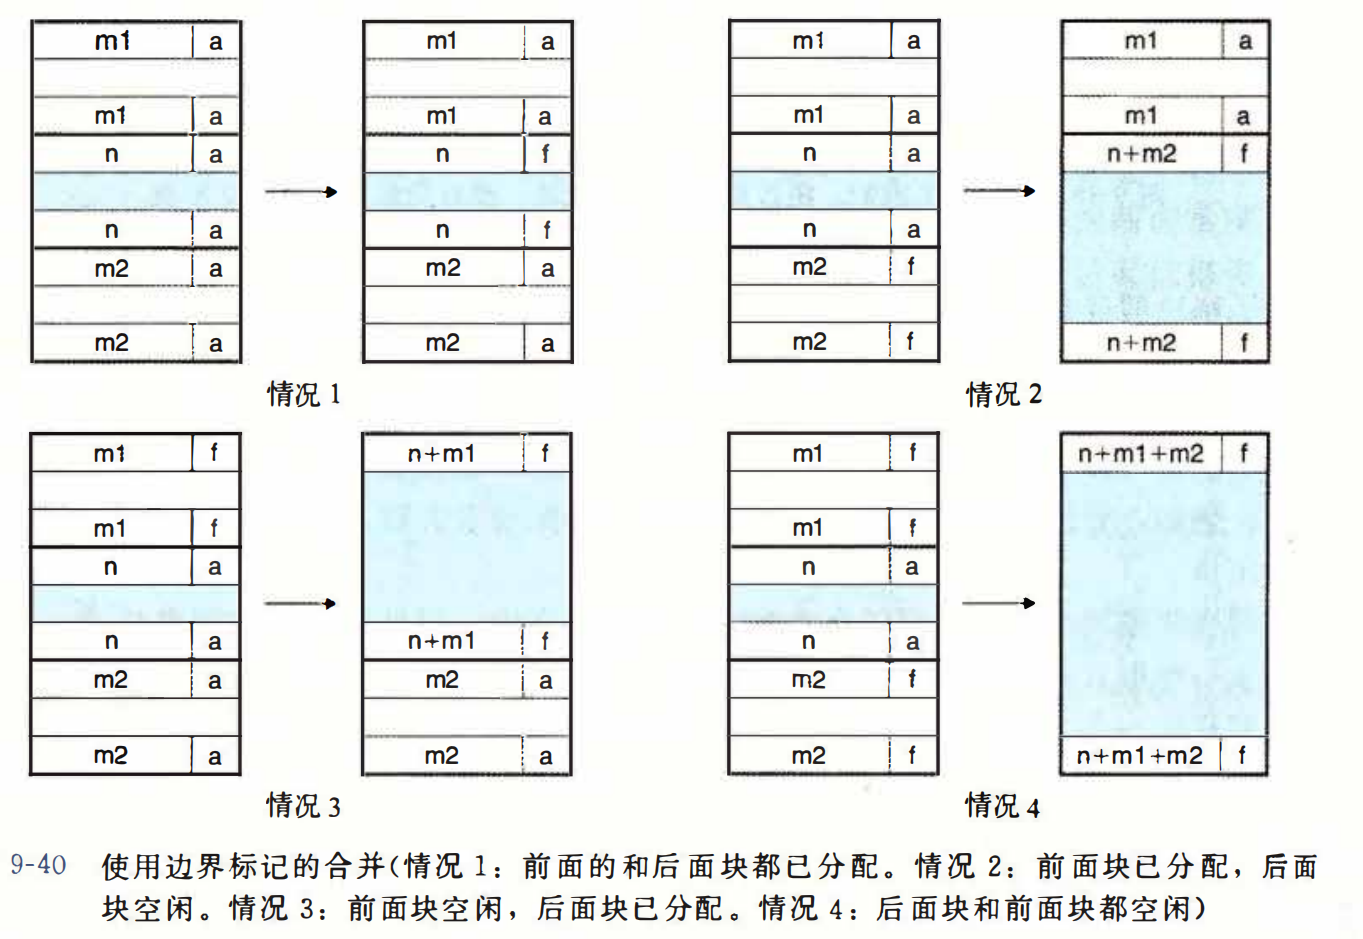 m1 a m1 a
m1 a m1 a
n a n f
n a n f
m2 a m2 a
m2 a m2 a
情况 1
m1 a m1 a
m1 a m1 a
n a n+m2 f
n a
m2 f
m2 f n+m2 f
情况 2
m1 f n+m1 f
m1 f
n a
n a n+m1 f
m2 a m2 a
m2 a m2 a
情况 3
m1 f n+m1+m2 f
m1 f
n a
n a
m2 f
m2 f n+m1+m2 f
情况 4
9-40 使用边界标记的合并(情况 1：前面的和后面块都已分配。情况 2：前面块已分配，后面
块空闲。情况 3：前面块空闲，后面块已分配。情况 4：后面块和前面块都空闲)